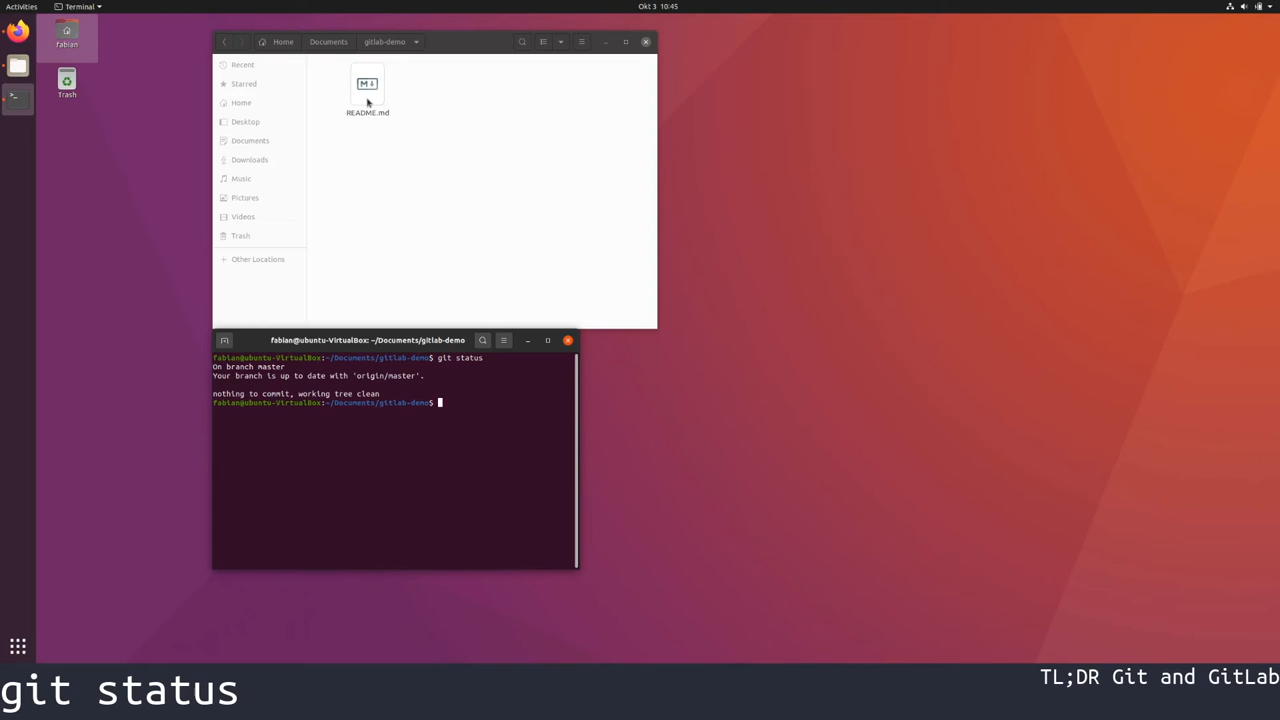 Activities
Terminal
Okt 3 10:45
fabian
Trash
Home
Documents
gitlab-demo
Recent
Starred
Home
Desktop
Documents
Downloads
Music
Pictures
Videos
Trash
Other Locations
README.md
fabian@ubuntu-VirtualBox: ~/Documents/gitlab-demo
fabian@ubuntu-VirtualBox:~/Documents/gitlab-demo$ git status
On branch master
Your branch is up to date with 'origin/master'.
nothing to commit, working tree clean
fabian@ubuntu-VirtualBox:~/Documents/gitlab-demo$
git status
TL;DR Git and GitLab